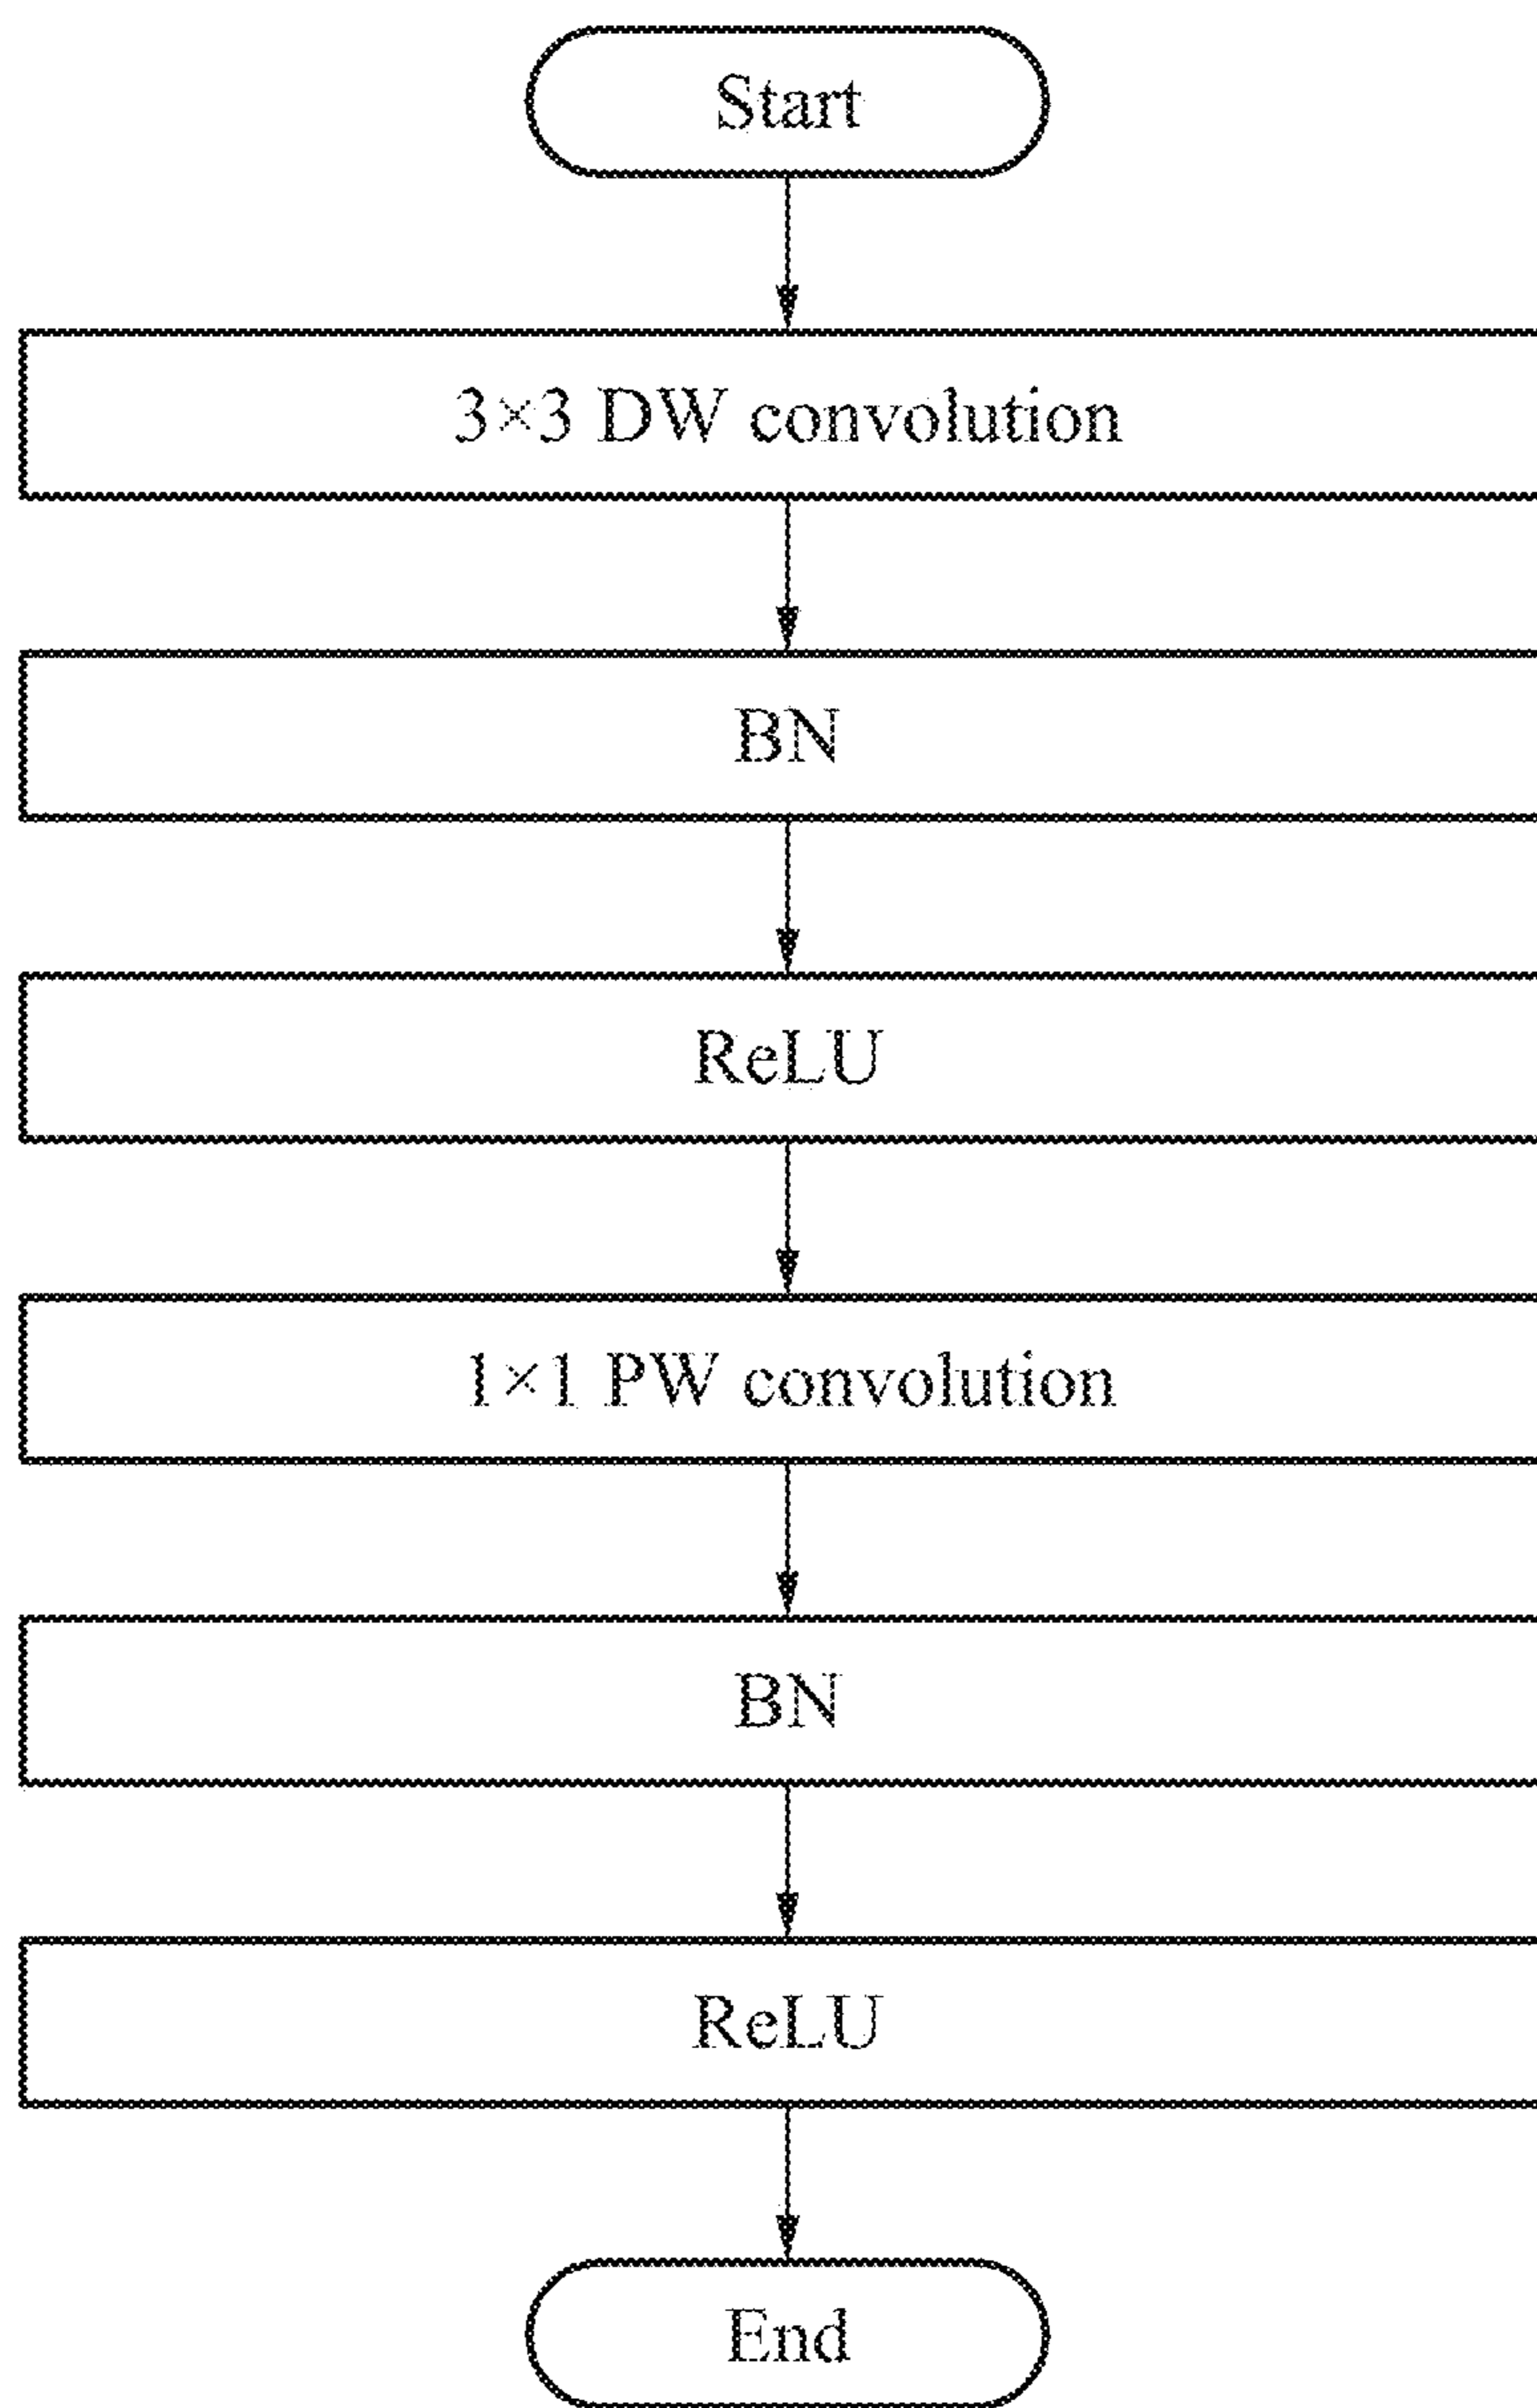 Start
3×3 DW convolution
BN
ReLU
1×1 PW convolution
BN
ReLU
End